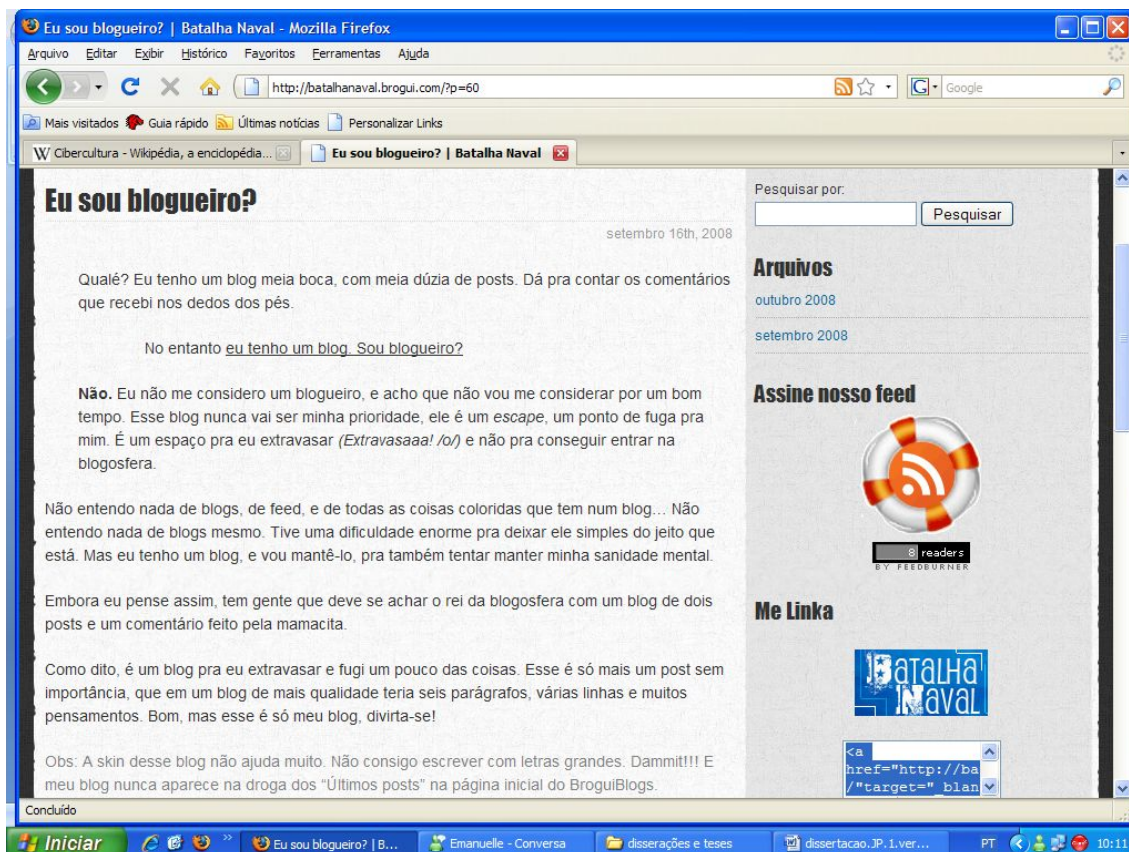 Eu sou blogueiro? | Batalha Naval - Mozilla Firefox
Arquivo Editar Exibir Histórico Favoritos Ferramentas Ajuda
http://batalhanaval.brogui.com/?p=60
G Google
Mais visitados Guia rápido Últimas notícias Personalizar Links
W Cibercultura - Wikipédia, a enciclopédia... Eu sou blogueiro? | Batalha Naval
Eu sou blogueiro?
setembro 16th, 2008
Qualé? Eu tenho um blog meia boca, com meia dúzia de posts. Dá pra contar os comentários
que recebi nos dedos dos pés.
No entanto eu tenho um blog. Sou blogueiro?
Não. Eu não me considero um blogueiro, e acho que não vou me considerar por um bom
tempo. Esse blog nunca vai ser minha prioridade, ele é um escape, um ponto de fuga pra
mim. É um espaço pra eu extravasar (Extravasaaa! /o/) e não pra conseguir entrar na
blogosfera.
Não entendo nada de blogs, de feed, e de todas as coisas coloridas que tem num blog... Não
entendo nada de blogs mesmo. Tive uma dificuldade enorme pra deixar ele simples do jeito que
está. Mas eu tenho um blog, e vou mantê-lo, pra também tentar manter minha sanidade mental.
Embora eu pense assim, tem gente que deve se achar o rei da blogosfera com um blog de dois
posts e um comentário feito pela mamacita.
Como dito, é um blog pra eu extravasar e fugi um pouco das coisas. Esse é só mais um post sem
importância, que em um blog de mais qualidade teria seis parágrafos, várias linhas e muitos
pensamentos. Bom, mas esse é só meu blog, divirta-se!
Obs: A skin desse blog não ajuda muito. Não consigo escrever com letras grandes. Dammit!!! E
meu blog nunca aparece na droga dos "Últimos posts" na página inicial do BroguiBlogs.
Pesquisar por:
Pesquisar
Arquivos
outubro 2008
setembro 2008
Assine nosso feed
8 readers
BY FEEDBURNER
Me Linka
Batalha
Naval
<a
href="http://ba
/"target="_blan
Concluído
Iniciar Eu sou blogueiro? | B... Emanuelle - Conversa disserações e teses dissertacao.JP.1.ver... PT 10:11